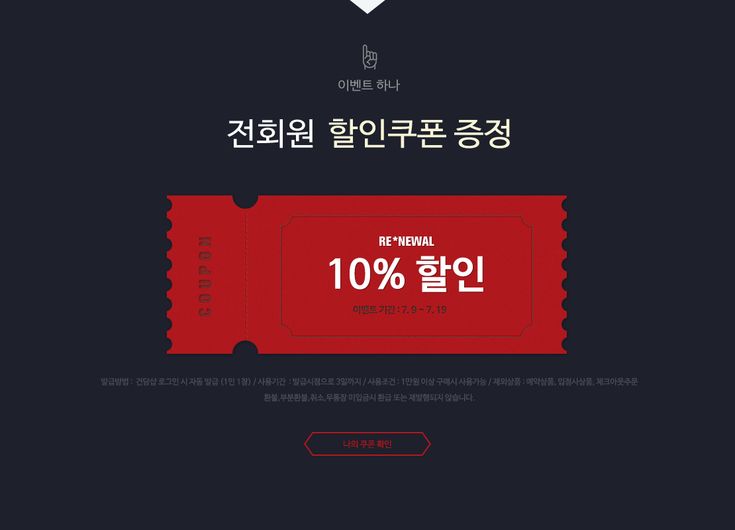 이벤트 하나
전회원 할인쿠폰 증정
COUPON
RE*NEWAL
10% 할인
이벤트 기간 : 7. 9 ~ 7. 19
발급방법 : 건담샵 로그인 시 자동 발급 (1인 1장) / 사용기간 : 발급시점으로 3일까지 / 사용조건 : 1만원 이상 구매시 사용가능 / 제외상품 : 예약상품, 입점사상품, 체크아웃주문
환불,부분환불,취소,무통장 미입금시 환급 또는 재발행되지 않습니다.
나의 쿠폰 확인